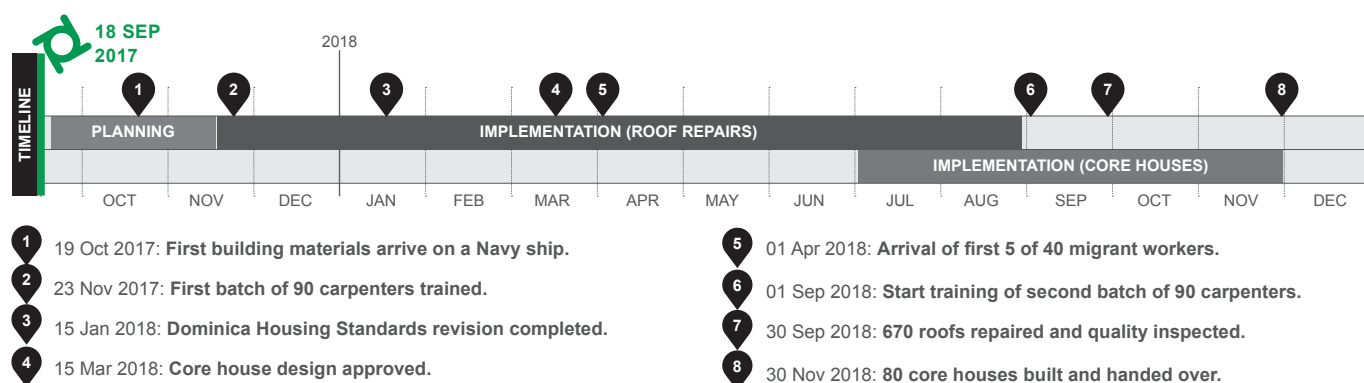 18 SEP
2017
2018
TIMELINE
1 2 3 4 5 6 7 8
PLANNING IMPLEMENTATION (ROOF REPAIRS)
IMPLEMENTATION (CORE HOUSES)
OCT NOV DEC JAN FEB MAR APR MAY JUN JUL AUG SEP OCT NOV DEC
1 19 Oct 2017: First building materials arrive on a Navy ship.
2 23 Nov 2017: First batch of 90 carpenters trained.
3 15 Jan 2018: Dominica Housing Standards revision completed.
4 15 Mar 2018: Core house design approved.
5 01 Apr 2018: Arrival of first 5 of 40 migrant workers.
6 01 Sep 2018: Start training of second batch of 90 carpenters.
7 30 Sep 2018: 670 roofs repaired and quality inspected.
8 30 Nov 2018: 80 core houses built and handed over.